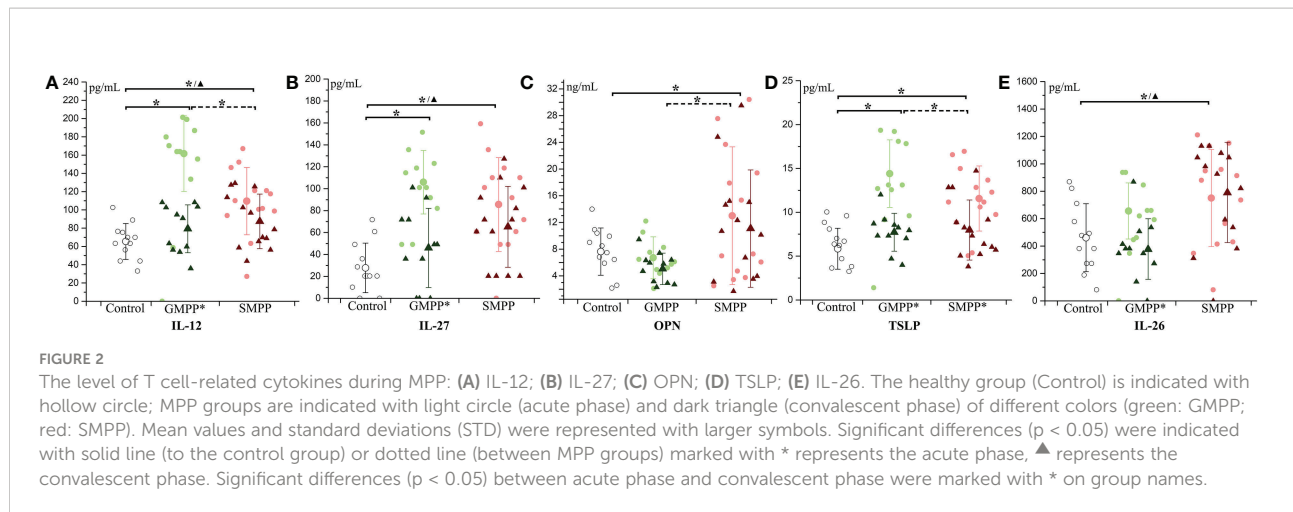 A
pg/mL
240
220
200
180
160
140
120
100
80
60
40
20
0
*/▲
*
*
Control GMPP* SMPP
IL-12
B
pg/mL
200
180
160
140
120
100
80
60
40
20
0
*/▲
*
Control GMPP* SMPP
IL-27
C
ng/mL
32
28
24
20
16
12
8
4
0
*
*
Control GMPP SMPP
OPN
D
pg/mL
25
20
15
10
5
0
*
*
*
Control GMPP* SMPP*
TSLP
E
pg/mL
1600
1400
1200
1000
800
600
400
200
0
*/▲
Control GMPP* SMPP
IL-26
FIGURE 2
The level of T cell-related cytokines during MPP: (A) IL-12; (B) IL-27; (C) OPN; (D) TSLP; (E) IL-26. The healthy group (Control) is indicated with
hollow circle; MPP groups are indicated with light circle (acute phase) and dark triangle (convalescent phase) of different colors (green: GMPP;
red: SMPP). Mean values and standard deviations (STD) were represented with larger symbols. Significant differences (p < 0.05) were indicated
with solid line (to the control group) or dotted line (between MPP groups) marked with * represents the acute phase, ▲ represents the
convalescent phase. Significant differences (p < 0.05) between acute phase and convalescent phase were marked with * on group names.